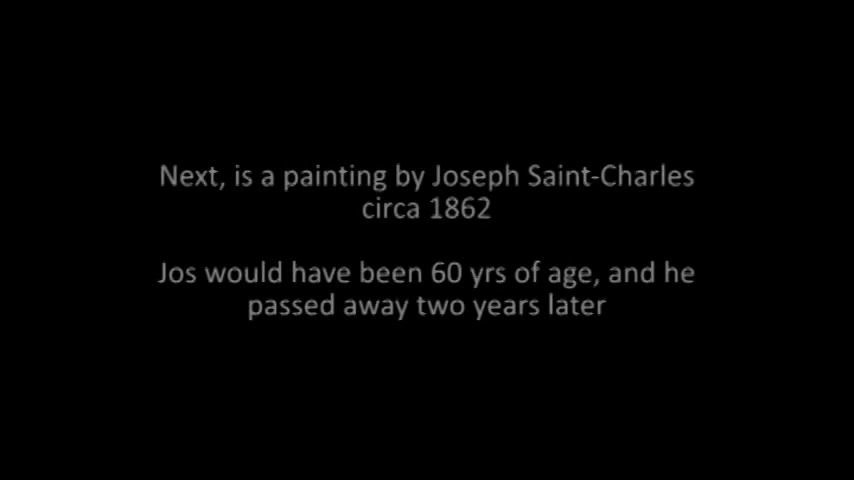 Next, is a painting by Joseph Saint-Charles
circa 1862
Jos would have been 60 yrs of age, and he
passed away two years later